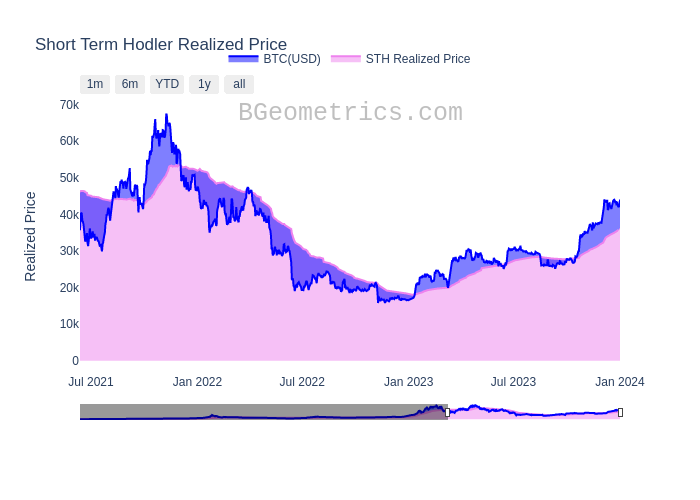 Short Term Hodler Realized Price
BTC(USD) STH Realized Price
1m 6m YTD 1y all
BGeometrics.com
70k
60k
50k
40k
30k
20k
10k
0
Realized Price
Jul 2021 Jan 2022 Jul 2022 Jan 2023 Jul 2023 Jan 2024